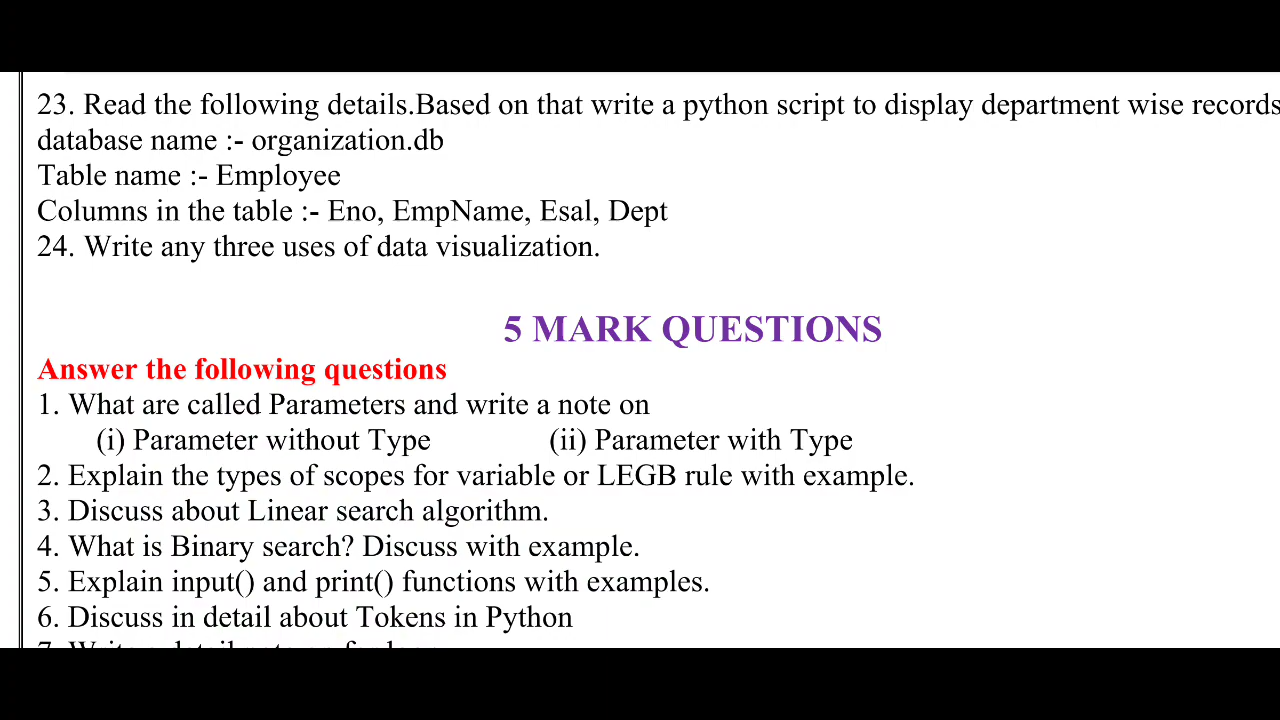 23. Read the following details.Based on that write a python script to display department wise records
database name :- organization.db
Table name :- Employee
Columns in the table :- Eno, EmpName, Esal, Dept
24. Write any three uses of data visualization.
5 MARK QUESTIONS
Answer the following questions
1. What are called Parameters and write a note on
(i) Parameter without Type (ii) Parameter with Type
2. Explain the types of scopes for variable or LEGB rule with example.
3. Discuss about Linear search algorithm.
4. What is Binary search? Discuss with example.
5. Explain input() and print() functions with examples.
6. Discuss in detail about Tokens in Python